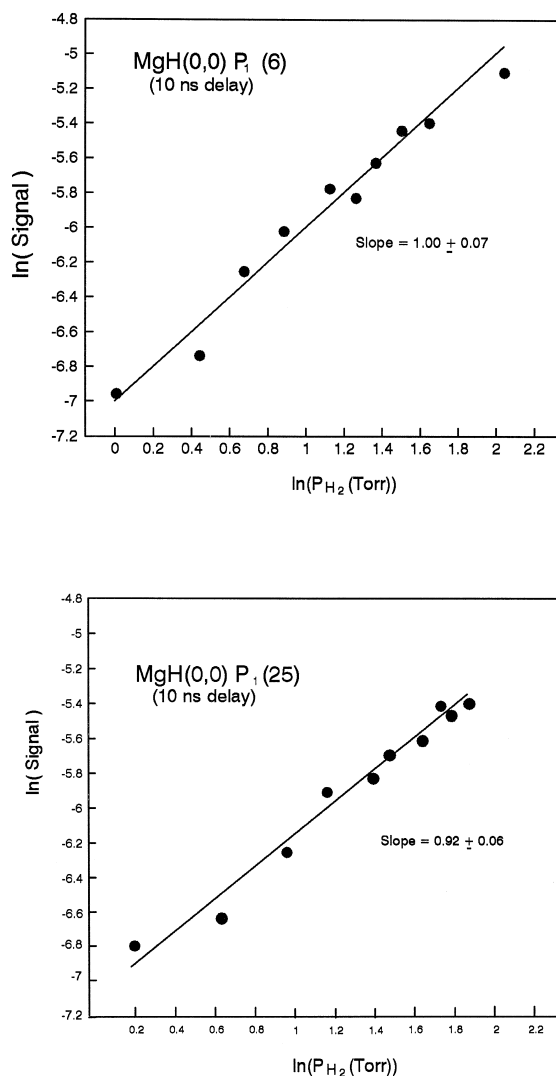 -4.8
MgH(0,0) P₁ (6)
(10 ns delay)
-5
-5.2
-5.4
-5.6
-5.8
-6
-6.2
-6.4
-6.6
-6.8
-7
-7.2
ln( Signal )
Slope = 1.00 ± 0.07
0 0.2 0.4 0.6 0.8 1 1.2 1.4 1.6 1.8 2 2.2
ln(P_H₂(Torr))
-4.8
-5
MgH(0,0) P₁(25)
(10 ns delay)
-5.2
-5.4
-5.6
-5.8
-6
-6.2
-6.4
-6.6
-6.8
-7
-7.2
ln( Signal )
Slope = 0.92 ± 0.06
0.2 0.4 0.6 0.8 1 1.2 1.4 1.6 1.8 2 2.2
ln(P_H₂(Torr))